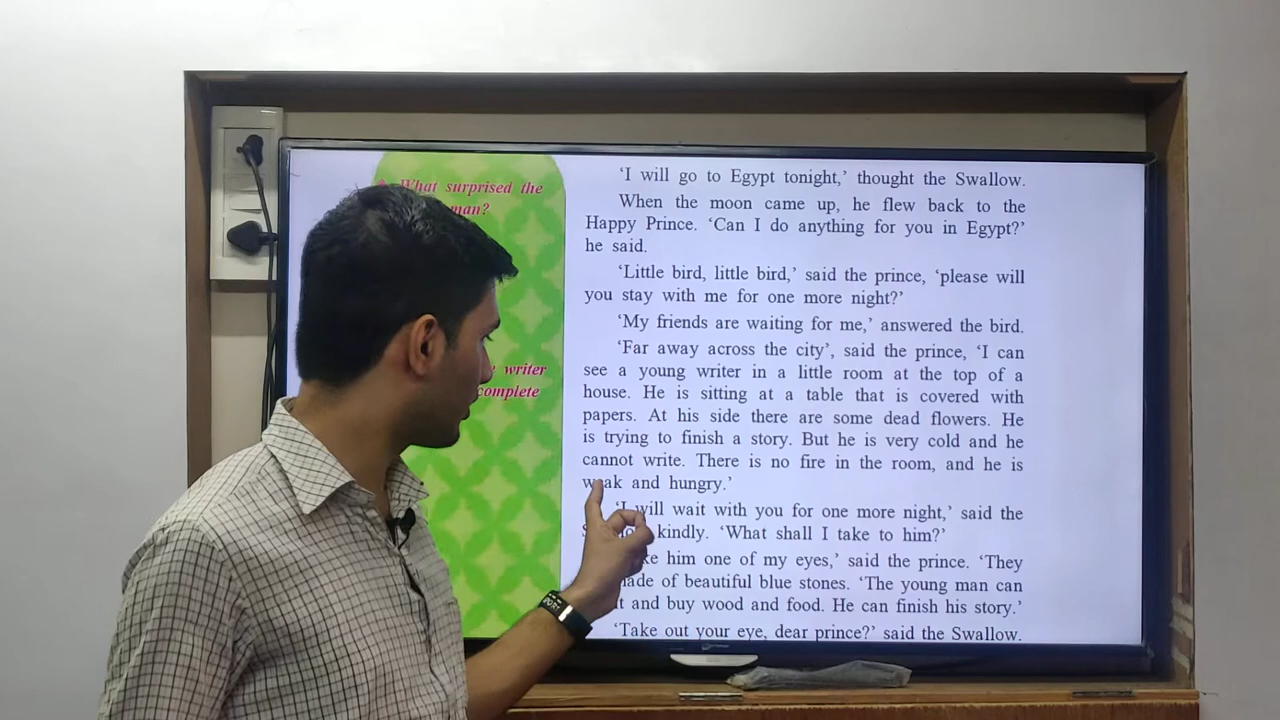 What surprised the
man?
writer
complete
‘I will go to Egypt tonight,’ thought the Swallow.
When the moon came up, he flew back to the
Happy Prince. ‘Can I do anything for you in Egypt?’
he said.
‘Little bird, little bird,’ said the prince, ‘please will
you stay with me for one more night?’
‘My friends are waiting for me,’ answered the bird.
‘Far away across the city’, said the prince, ‘I can
see a young writer in a little room at the top of a
house. He is sitting at a table that is covered with
papers. At his side there are some dead flowers. He
is trying to finish a story. But he is very cold and he
cannot write. There is no fire in the room, and he is
weak and hungry.’
‘I will wait with you for one more night,’ said the
kindly. ‘What shall I take to him?’
him one of my eyes,’ said the prince. ‘They
of beautiful blue stones. ‘The young man can
and buy wood and food. He can finish his story.’
‘Take out your eye, dear prince?’ said the Swallow.